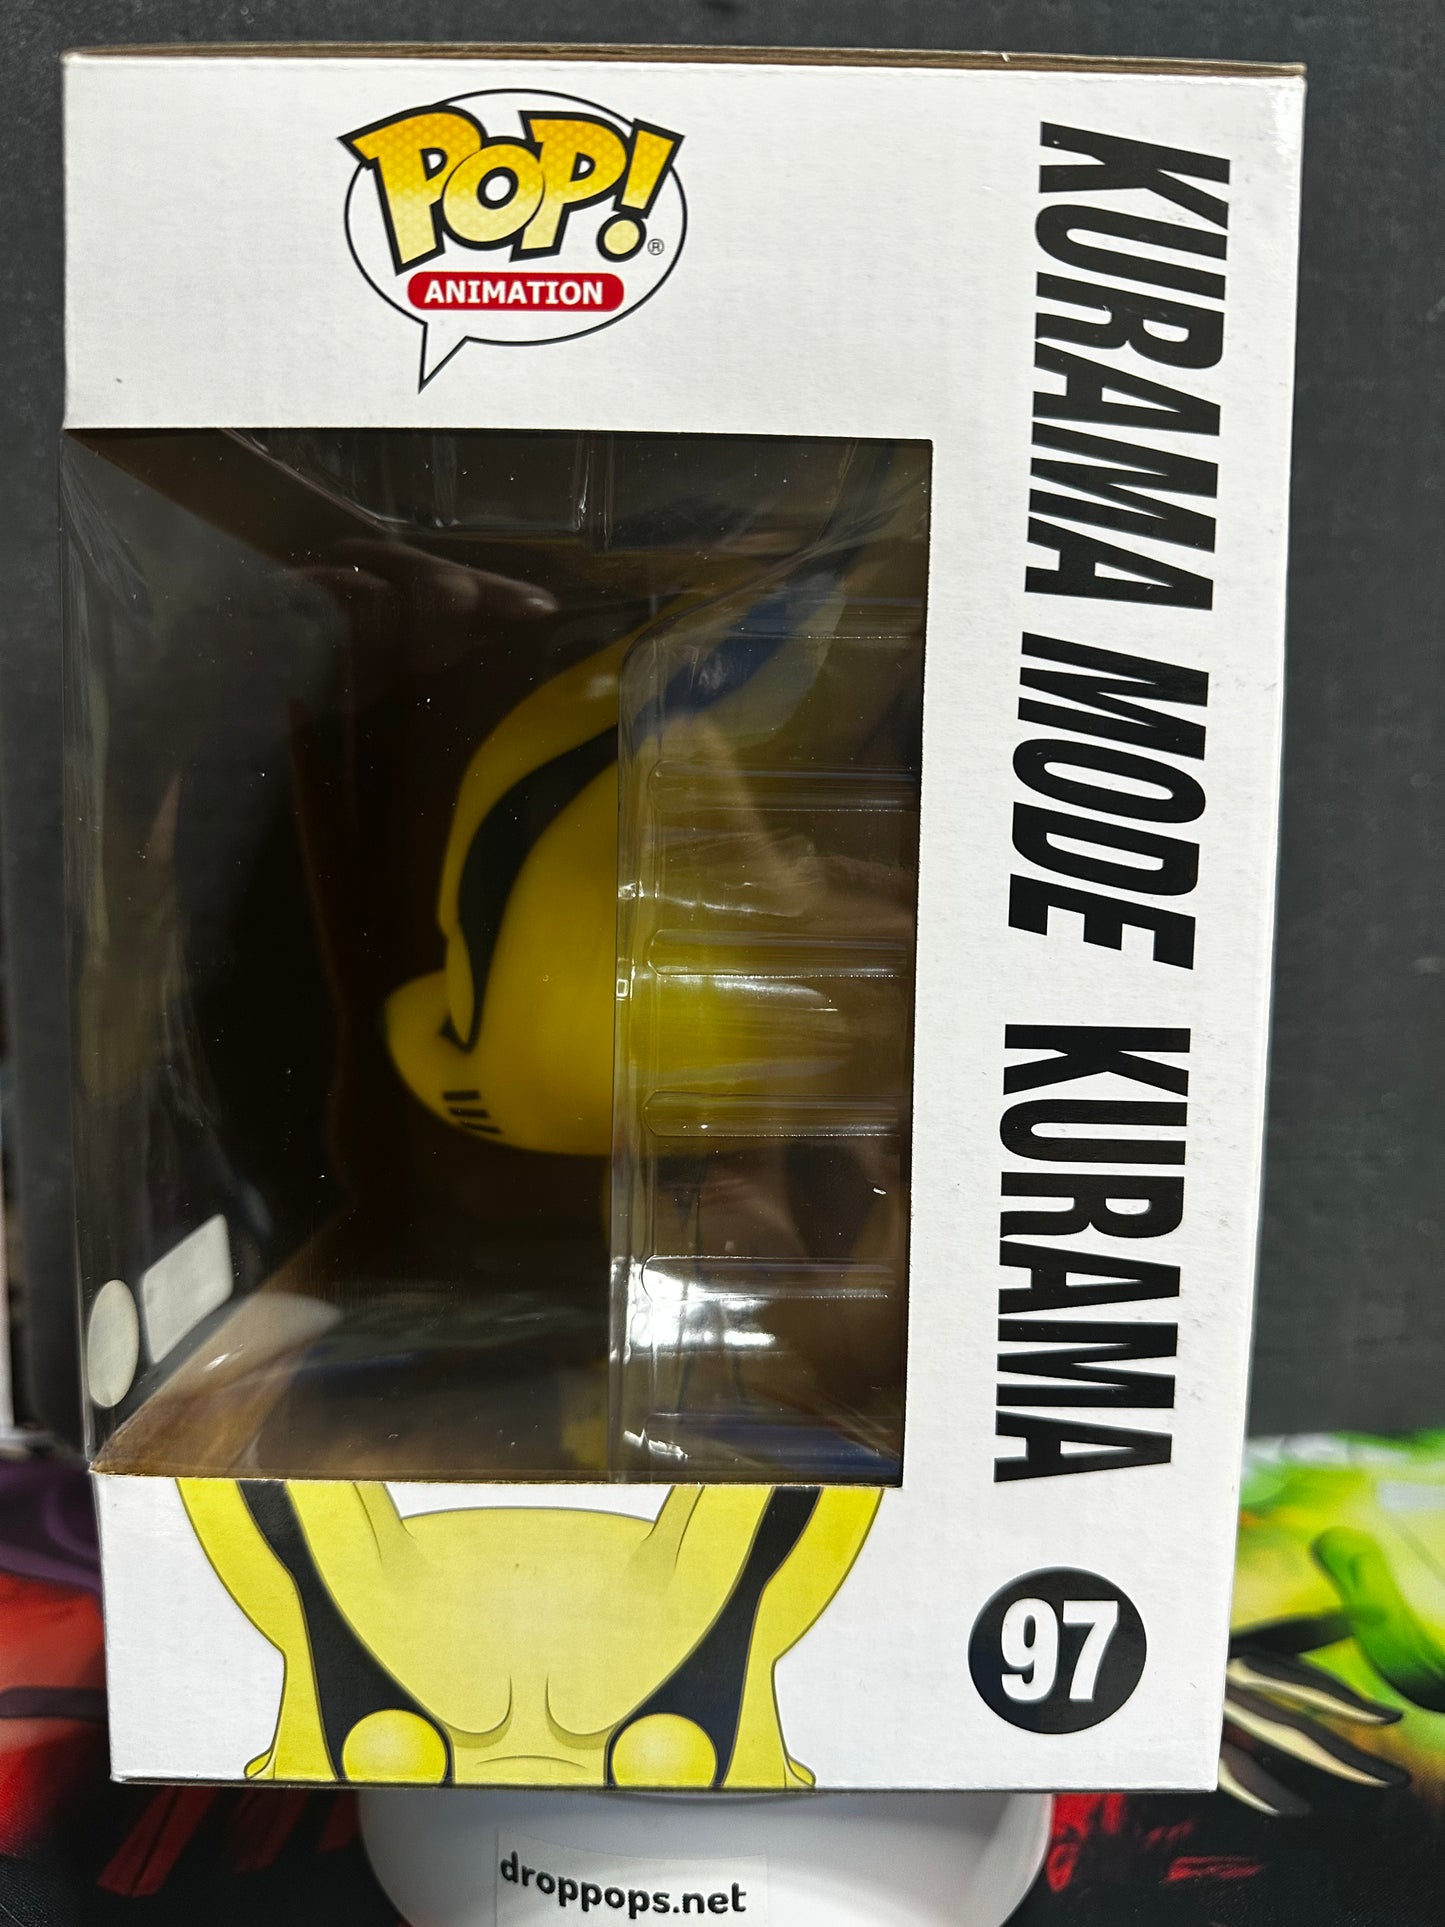 POP!®
ANIMATION
KURAMA MODE KURAMA
97
droppops.net